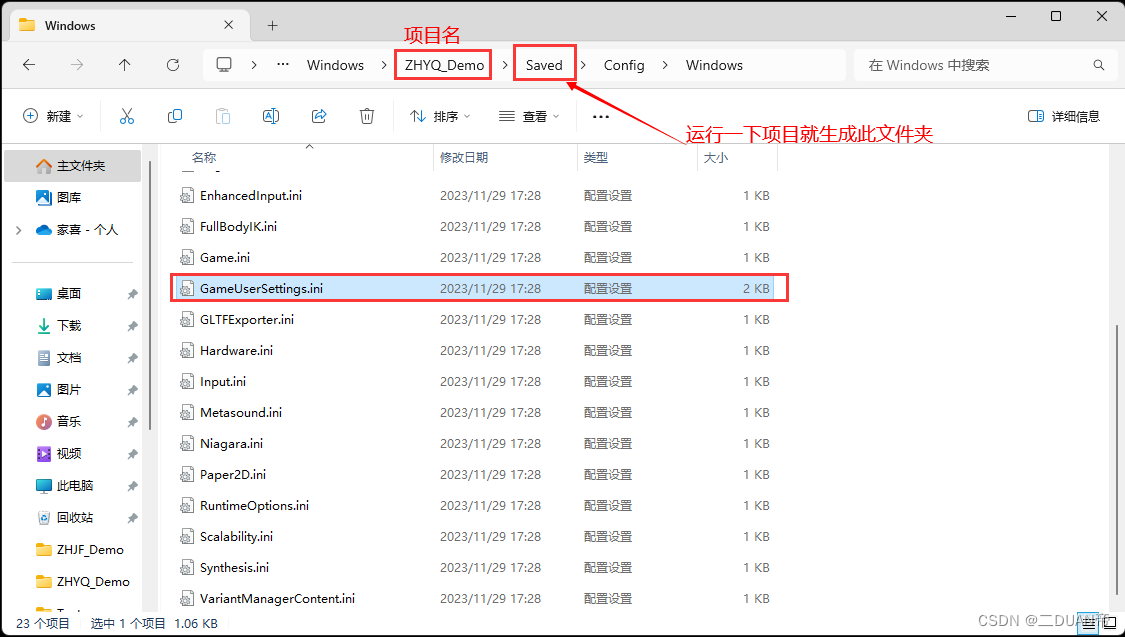 Windows
项目名
Windows
ZHYQ_Demo
Saved
Config
Windows
在 Windows 中搜索
新建
排序
查看
详细信息
运行一下项目就生成此文件夹
名称 修改日期 类型 大小
主文件夹
图库
家喜 - 个人
桌面
下载
文档
图片
音乐
视频
此电脑
回收站
ZHJF_Demo
ZHYQ_Demo
EnhancedInput.ini 2023/11/29 17:28 配置设置 1 KB
FullBodyIK.ini 2023/11/29 17:28 配置设置 1 KB
Game.ini 2023/11/29 17:28 配置设置 1 KB
GameUserSettings.ini 2023/11/29 17:28 配置设置 2 KB
GLTFExporter.ini 2023/11/29 17:28 配置设置 1 KB
Hardware.ini 2023/11/29 17:28 配置设置 1 KB
Input.ini 2023/11/29 17:28 配置设置 1 KB
Metasound.ini 2023/11/29 17:28 配置设置 1 KB
Niagara.ini 2023/11/29 17:28 配置设置 1 KB
Paper2D.ini 2023/11/29 17:28 配置设置 1 KB
RuntimeOptions.ini 2023/11/29 17:28 配置设置 1 KB
Scalability.ini 2023/11/29 17:28 配置设置 1 KB
Synthesis.ini 2023/11/29 17:28 配置设置 1 KB
VariantManagerContent.ini 2023/11/29 17:28 配置设置 1 KB
23 个项目 选中 1 个项目 1.06 KB
CSDN @二DUAN